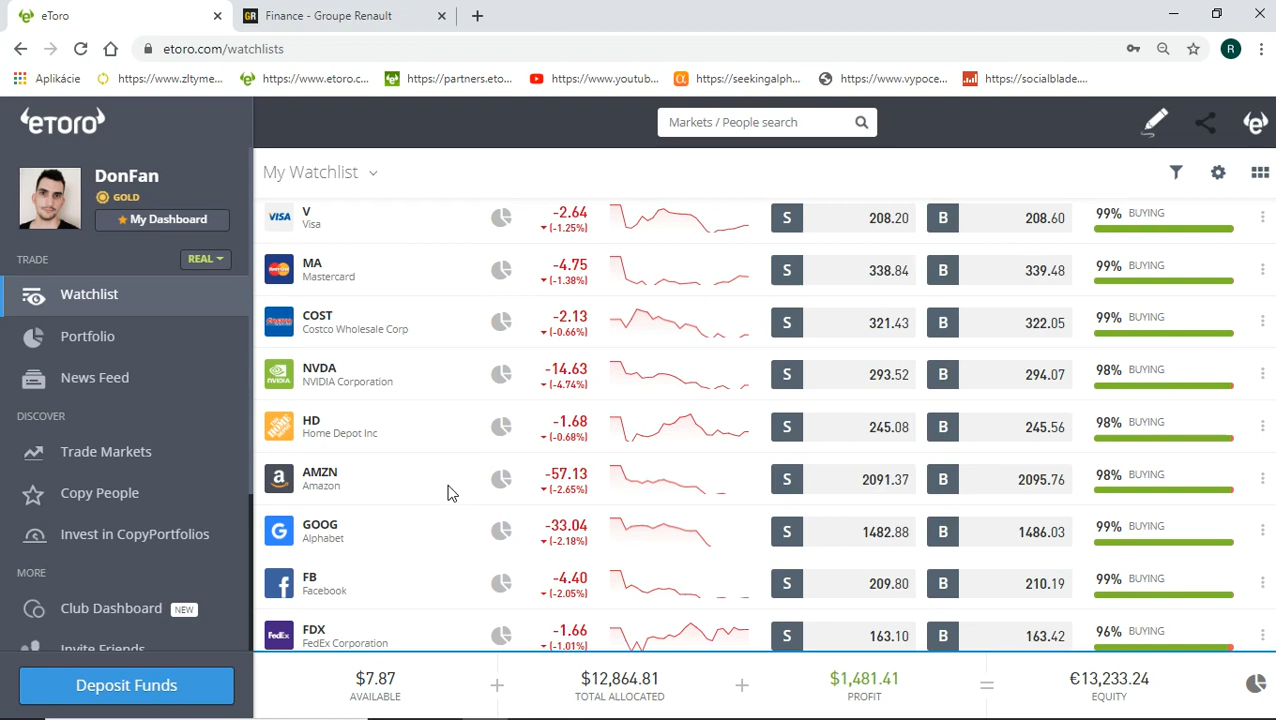 eToro
Finance - Groupe Renault
etoro.com/watchlists
R
Aplikácie
https://www.zltyme...
https://www.etoro.c...
https://partners.eto...
https://www.youtub...
https://seekingalph...
https://www.vypoce...
https://socialblade....
eToro
Markets / People search
DonFan
GOLD
My Dashboard
My Watchlist
TRADE
REAL
Watchlist
Portfolio
News Feed
DISCOVER
Trade Markets
Copy People
Invest in CopyPortfolios
MORE
Club Dashboard NEW
Invite Friends
Deposit Funds
VISA V -2.64 S 208.20 B 208.60 99% BUYING
Visa (-1.25%)
MA -4.75 S 338.84 B 339.48 99% BUYING
Mastercard (-1.38%)
COST -2.13 S 321.43 B 322.05 99% BUYING
Costco Wholesale Corp (-0.66%)
NVDA -14.63 S 293.52 B 294.07 98% BUYING
NVIDIA Corporation (-4.74%)
HD -1.68 S 245.08 B 245.56 98% BUYING
Home Depot Inc (-0.68%)
AMZN -57.13 S 2091.37 B 2095.76 98% BUYING
Amazon (-2.65%)
GOOG -33.04 S 1482.88 B 1486.03 99% BUYING
Alphabet (-2.18%)
FB -4.40 S 209.80 B 210.19 99% BUYING
Facebook (-2.05%)
FedEx FDX -1.66 S 163.10 B 163.42 96% BUYING
FedEx Corporation (-1.01%)
$7.87 + $12,864.81 + $1,481.41 = €13,233.24
AVAILABLE TOTAL ALLOCATED PROFIT EQUITY